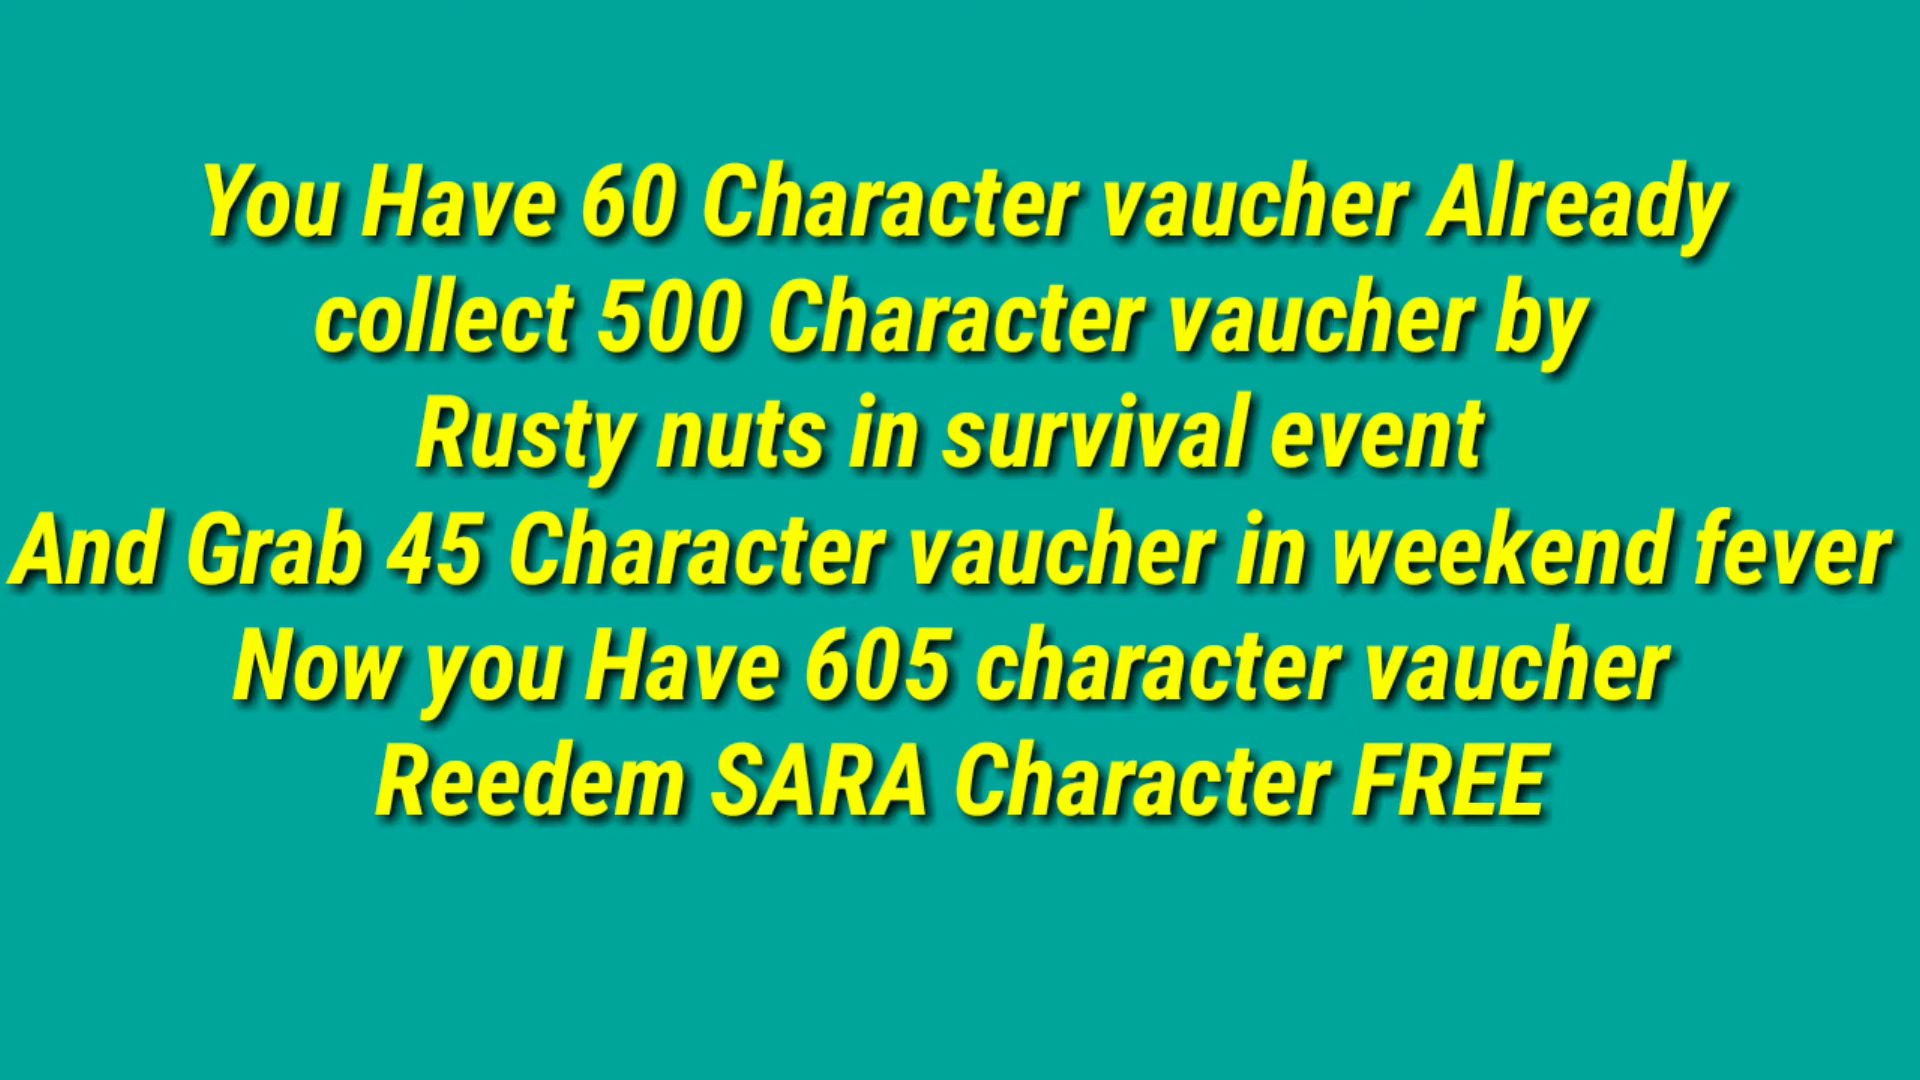 You Have 60 Character vaucher Already
collect 500 Character vaucher by
Rusty nuts in survival event
And Grab 45 Character vaucher in weekend fever
Now you Have 605 character vaucher
Reedem SARA Character FREE